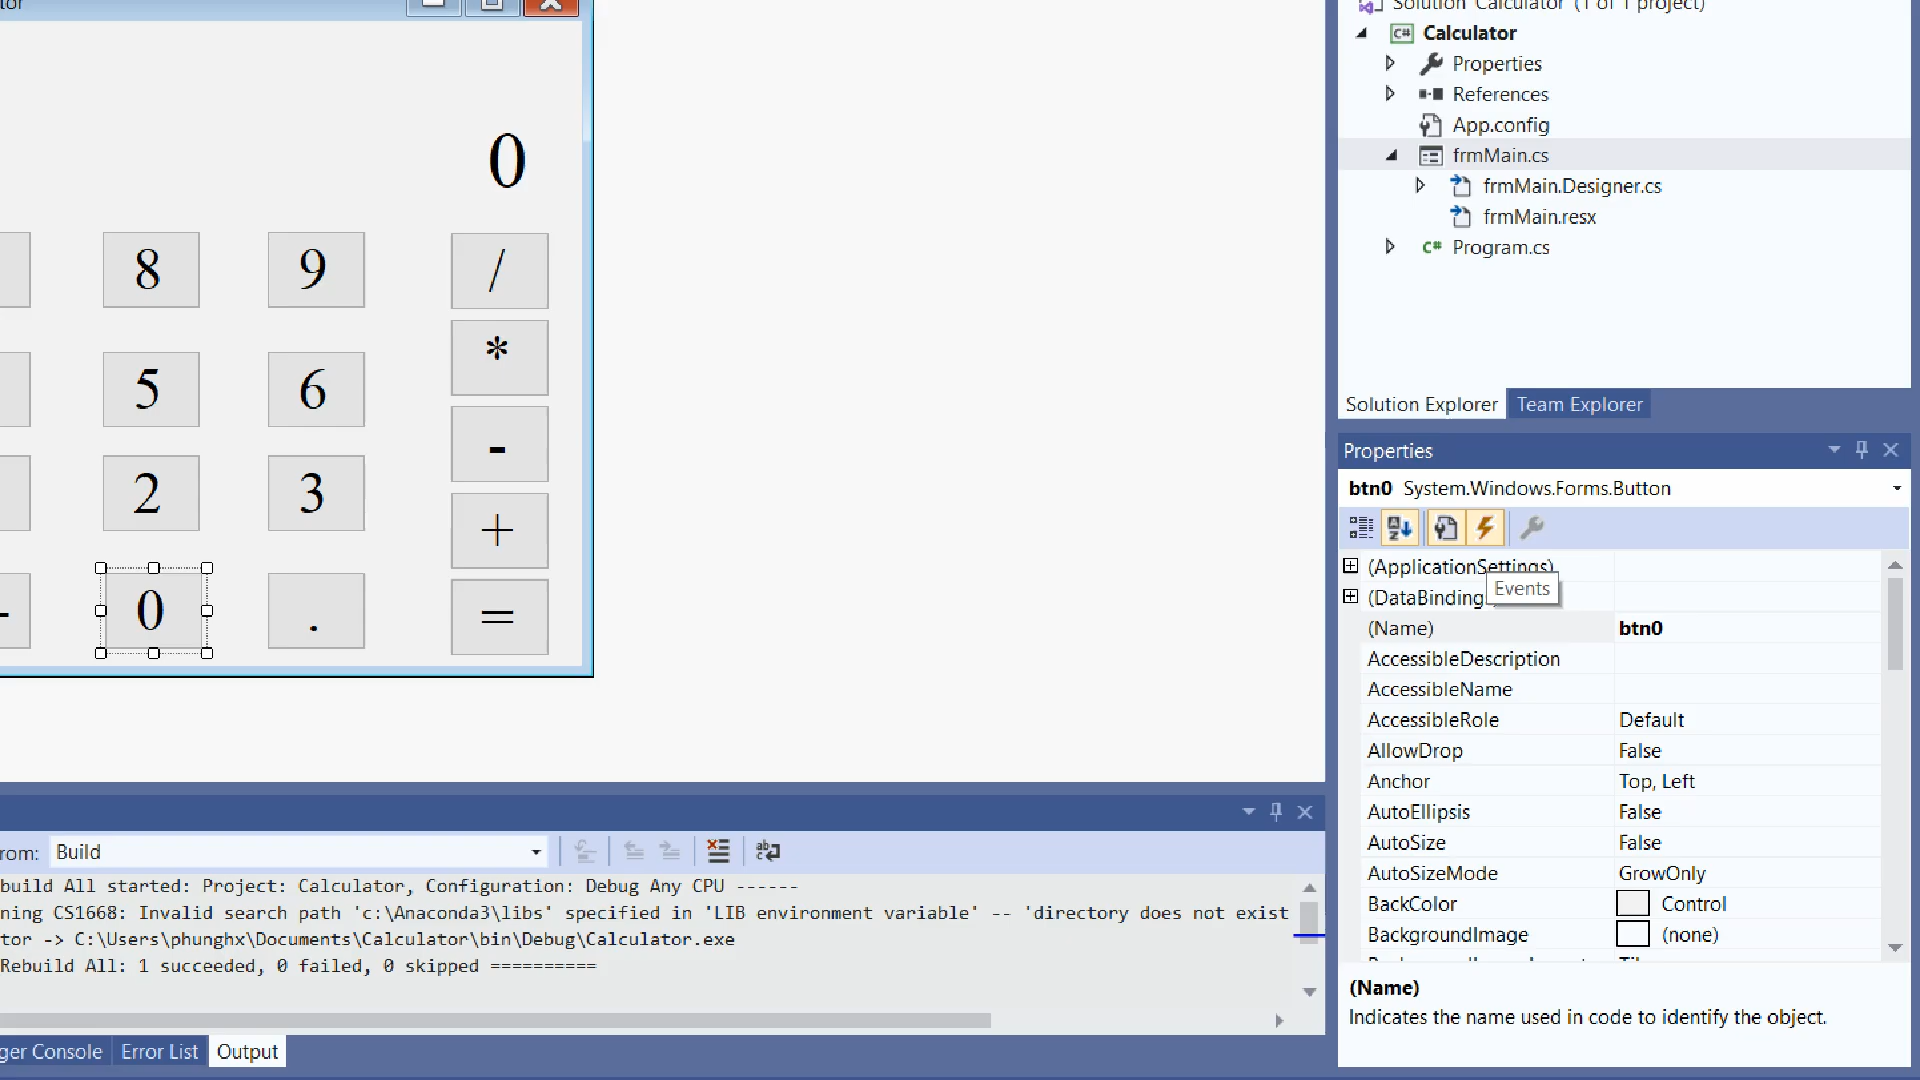 tor
0
8 9 /
*
5 6
-
2 3
+
0 . =
Solution 'Calculator' (1 of 1 project)
Calculator
Properties
References
App.config
frmMain.cs
frmMain.Designer.cs
frmMain.resx
Program.cs
Solution Explorer Team Explorer
Properties
btn0 System.Windows.Forms.Button
(ApplicationSettings)
Events
(DataBindings
(Name) btn0
AccessibleDescription
AccessibleName
AccessibleRole Default
AllowDrop False
Anchor Top, Left
AutoEllipsis False
AutoSize False
AutoSizeMode GrowOnly
BackColor Control
BackgroundImage (none)
(Name)
Indicates the name used in code to identify the object.
rom: Build
build All started: Project: Calculator, Configuration: Debug Any CPU ------
ning CS1668: Invalid search path 'c:\Anaconda3\libs' specified in 'LIB environment variable' -- 'directory does not exist
tor -> C:\Users\phunghx\Documents\Calculator\bin\Debug\Calculator.exe
Rebuild All: 1 succeeded, 0 failed, 0 skipped ==========
ger Console Error List Output